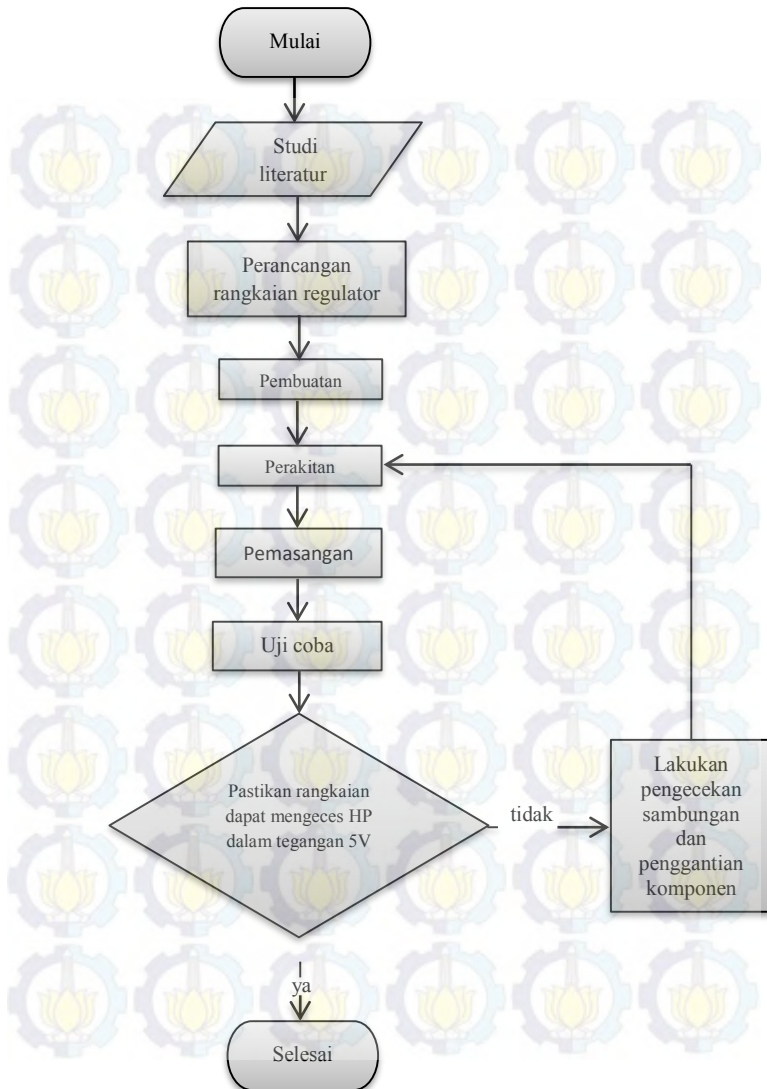 Mulai
Studi
literatur
Perancangan
rangkaian regulator
Pembuatan
Perakitan
Pemasangan
Uji coba
Pastikan rangkaian
dapat mengeces HP
dalam tegangan 5V
tidak
Lakukan
pengecekan
sambungan
dan
penggantian
komponen
ya
Selesai